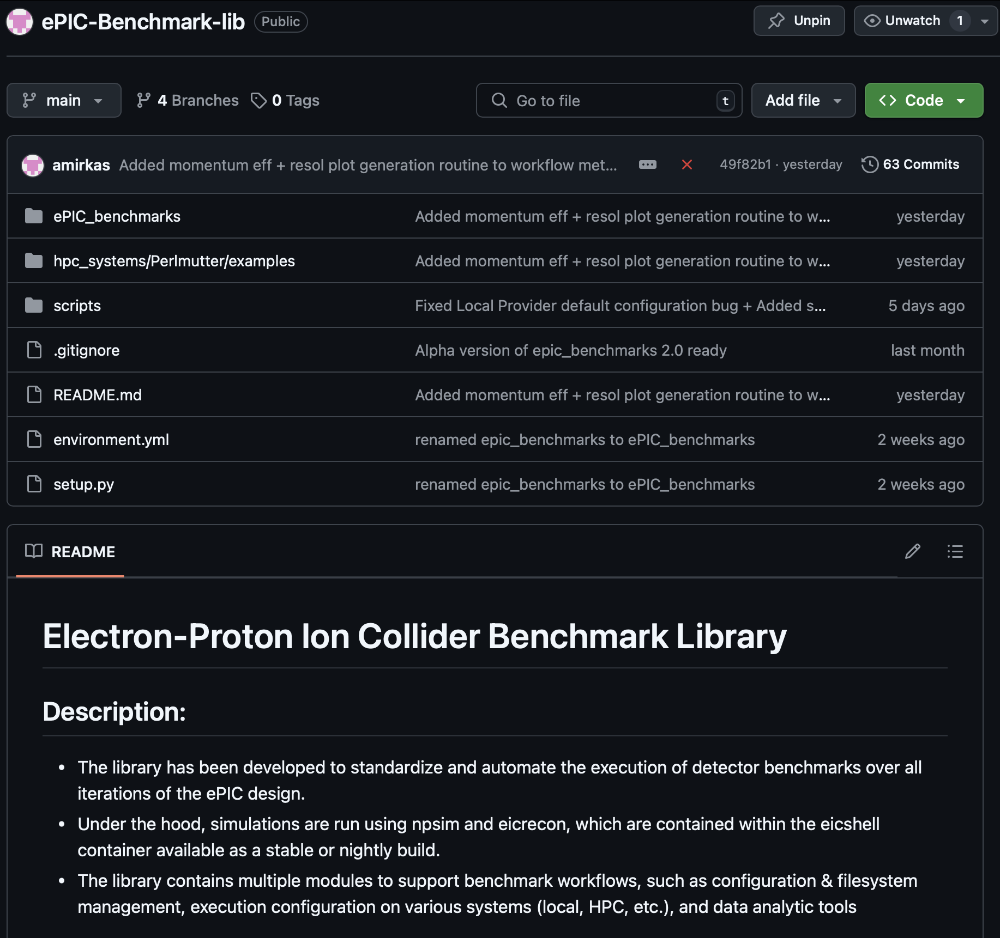 ePIC-Benchmark-lib Public Unpin Unwatch 1
main 4 Branches 0 Tags Go to file t Add file Code
amirkas Added momentum eff + resol plot generation routine to workflow met... 49f82b1 · yesterday 63 Commits
ePIC_benchmarks Added momentum eff + resol plot generation routine to w... yesterday
hpc_systems/Perlmutter/examples Added momentum eff + resol plot generation routine to w... yesterday
scripts Fixed Local Provider default configuration bug + Added s... 5 days ago
.gitignore Alpha version of epic_benchmarks 2.0 ready last month
README.md Added momentum eff + resol plot generation routine to w... yesterday
environment.yml renamed epic_benchmarks to ePIC_benchmarks 2 weeks ago
setup.py renamed epic_benchmarks to ePIC_benchmarks 2 weeks ago
README
Electron-Proton Ion Collider Benchmark Library
Description:
• The library has been developed to standardize and automate the execution of detector benchmarks over all
iterations of the ePIC design.
• Under the hood, simulations are run using npsim and eicrecon, which are contained within the eicshell
container available as a stable or nightly build.
• The library contains multiple modules to support benchmark workflows, such as configuration & filesystem
management, execution configuration on various systems (local, HPC, etc.), and data analytic tools